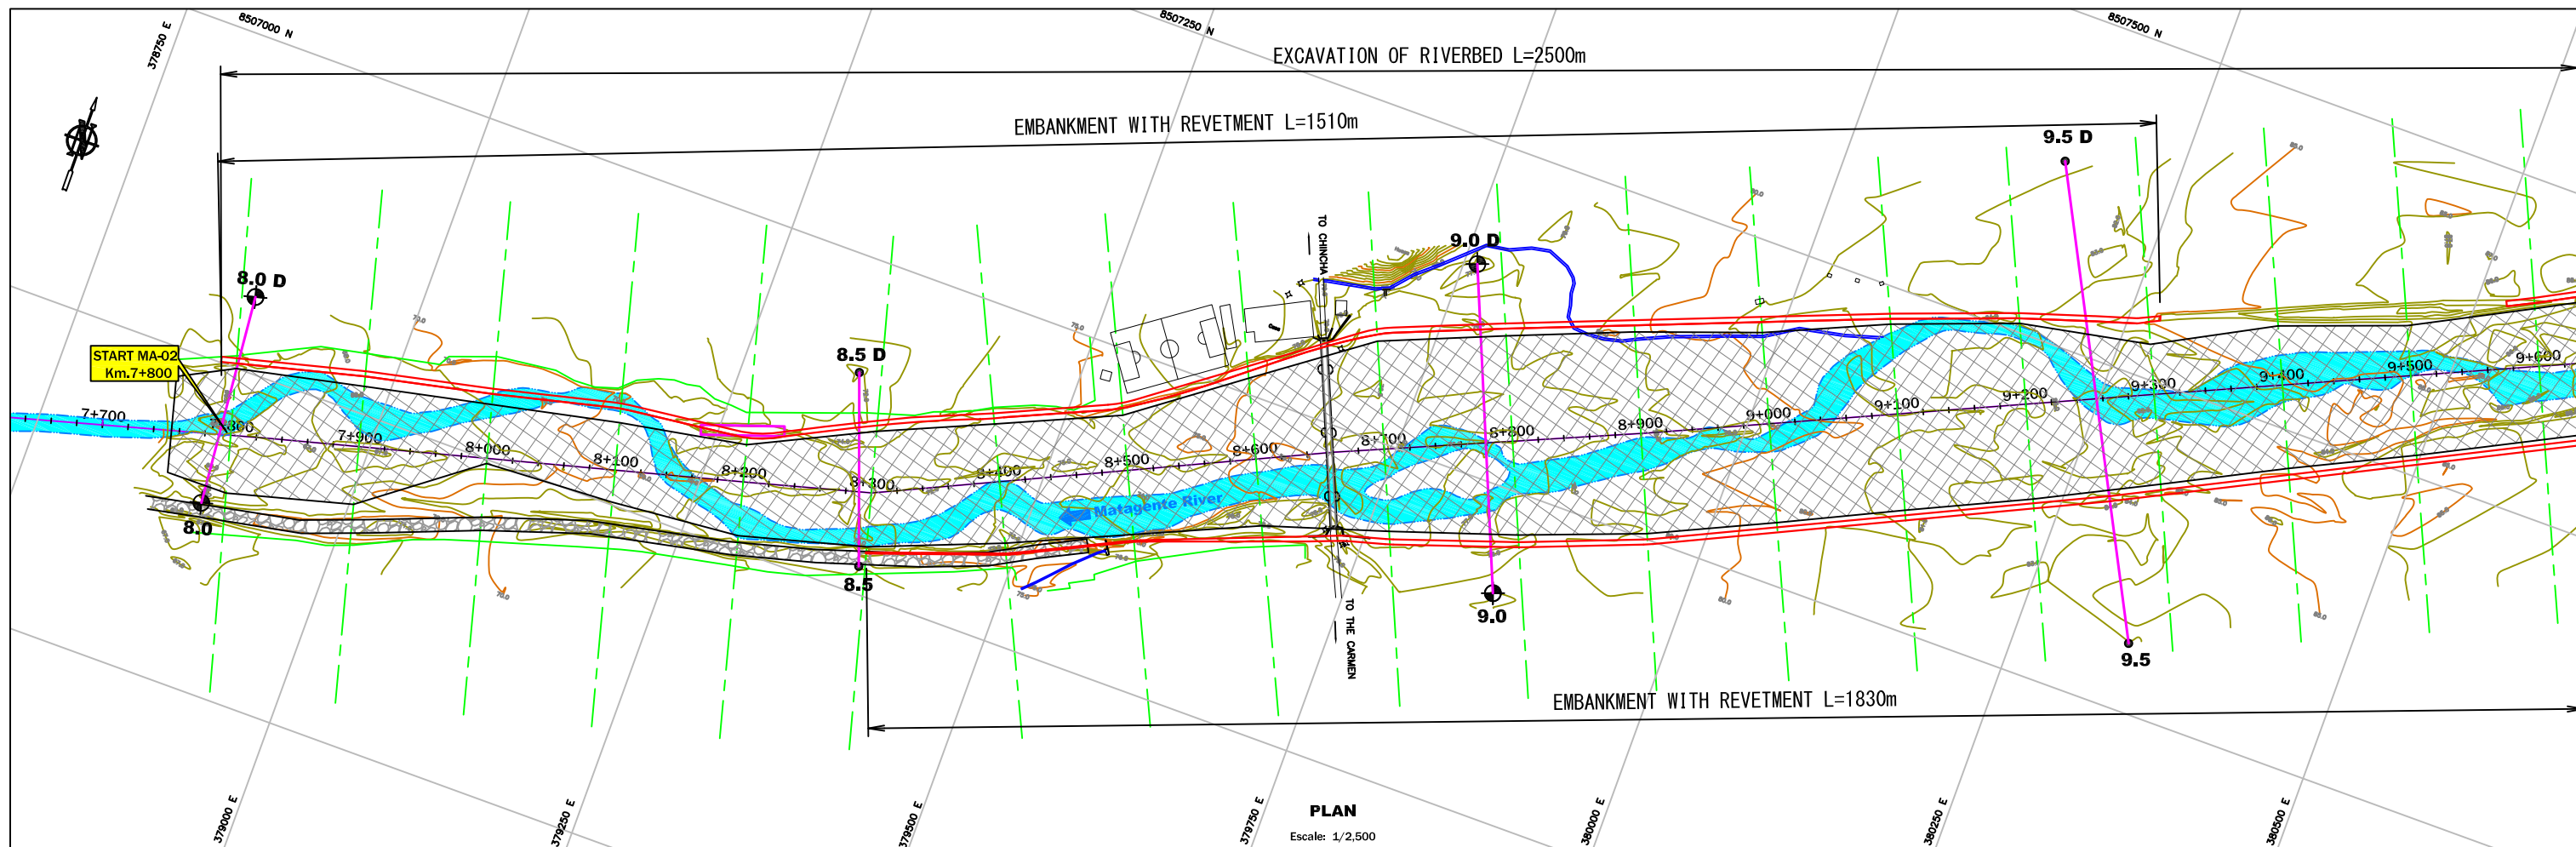 378750 E
8507000 N
8507250 N
8507500 N
EXCAVATION OF RIVERBED L=2500m
EMBANKMENT WITH REVETMENT L=1510m
9.5 D
TO CHINCHA
9.0 D
8.0 D
START MA-02
Km.7+800
8.5 D
7+700
7+800
7+900
8+000
8+100
8+200
8+300
8+400
8+500
8+600
8+700
8+800
8+900
9+000
9+100
9+200
9+300
9+400
9+500
9+600
Matagente River
8.0
8.5
9.0
9.5
TO THE CARMEN
EMBANKMENT WITH REVETMENT L=1830m
379000 E
379250 E
379500 E
379750 E
380000 E
380250 E
380500 E
PLAN
Escale: 1/2,500